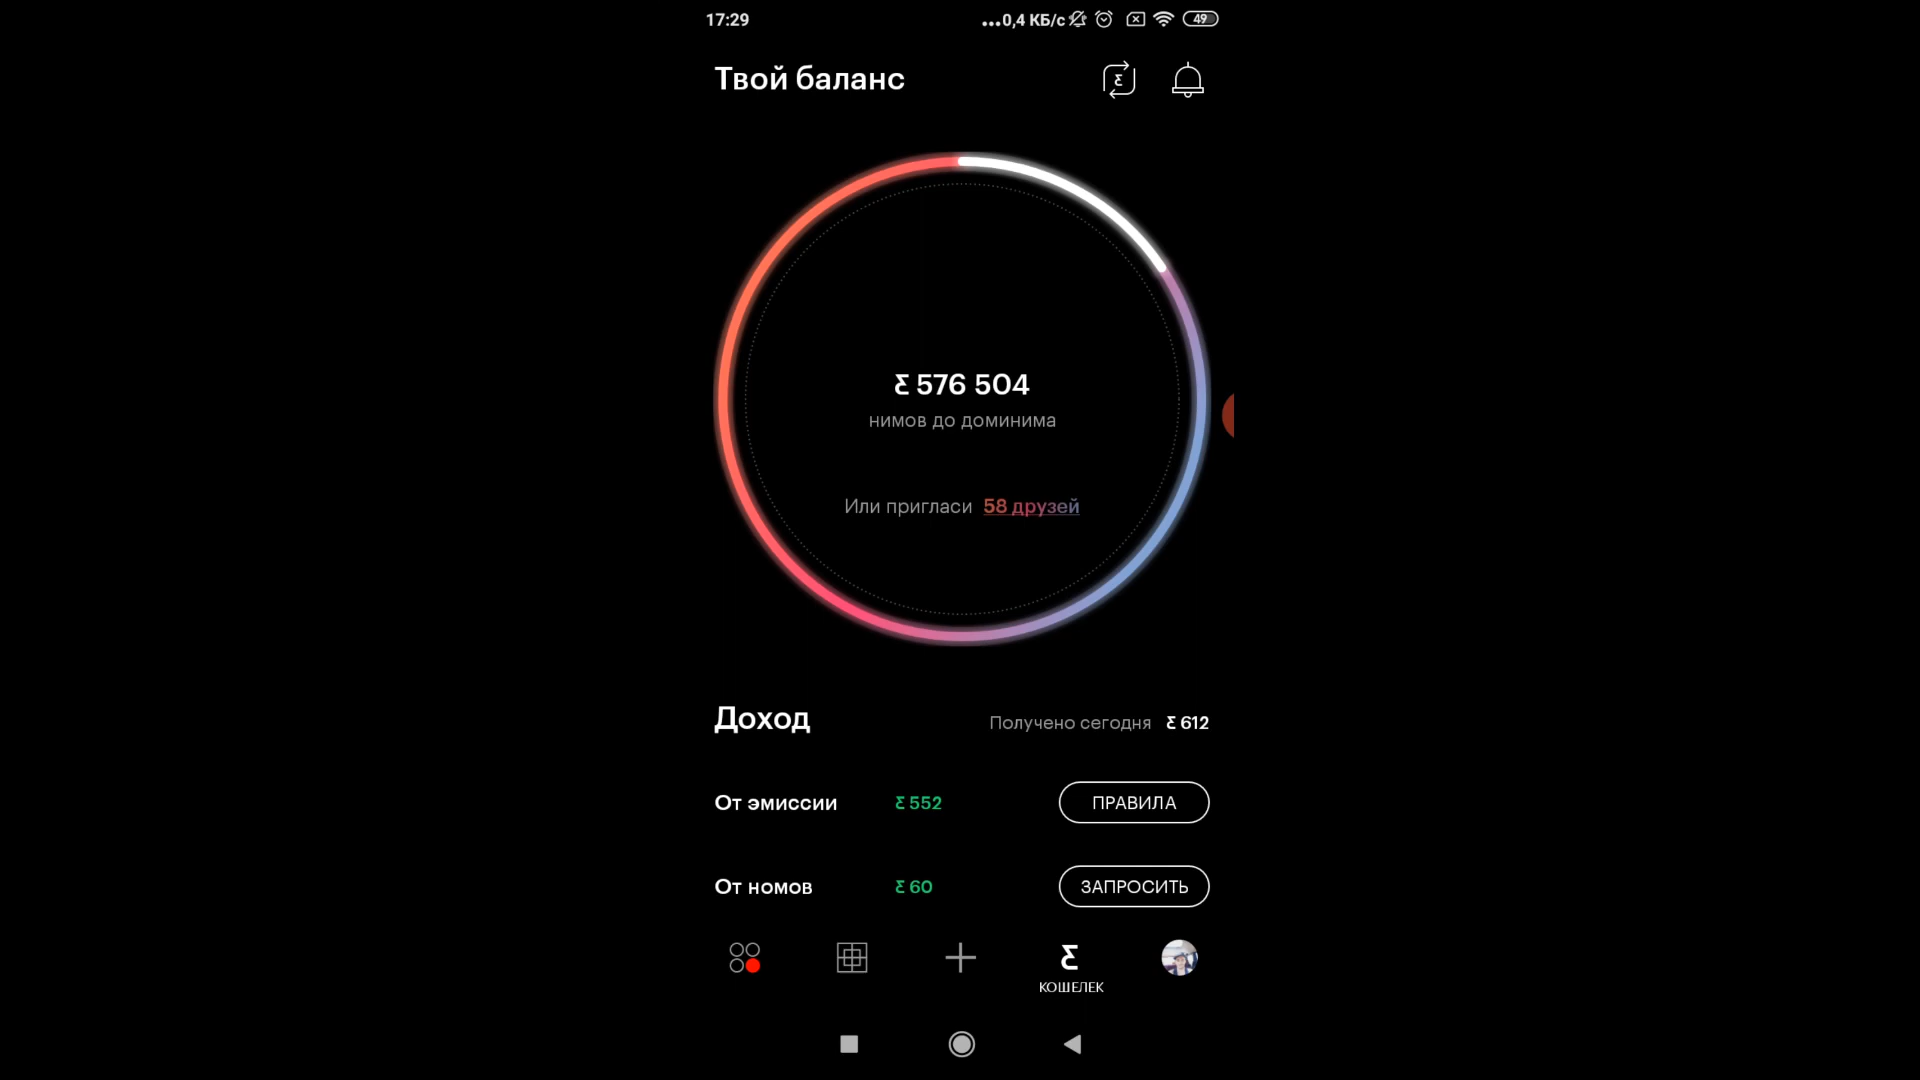 17:29
...0,4 КБ/с 49
Твой баланс
Ƹ 576 504
нимов до доминима
Или пригласи 58 друзей
Доход
Получено сегодня Ƹ 612
От эмиссии Ƹ 552 ПРАВИЛА
От номов Ƹ 60 ЗАПРОСИТЬ
Ƹ
КОШЕЛЕК